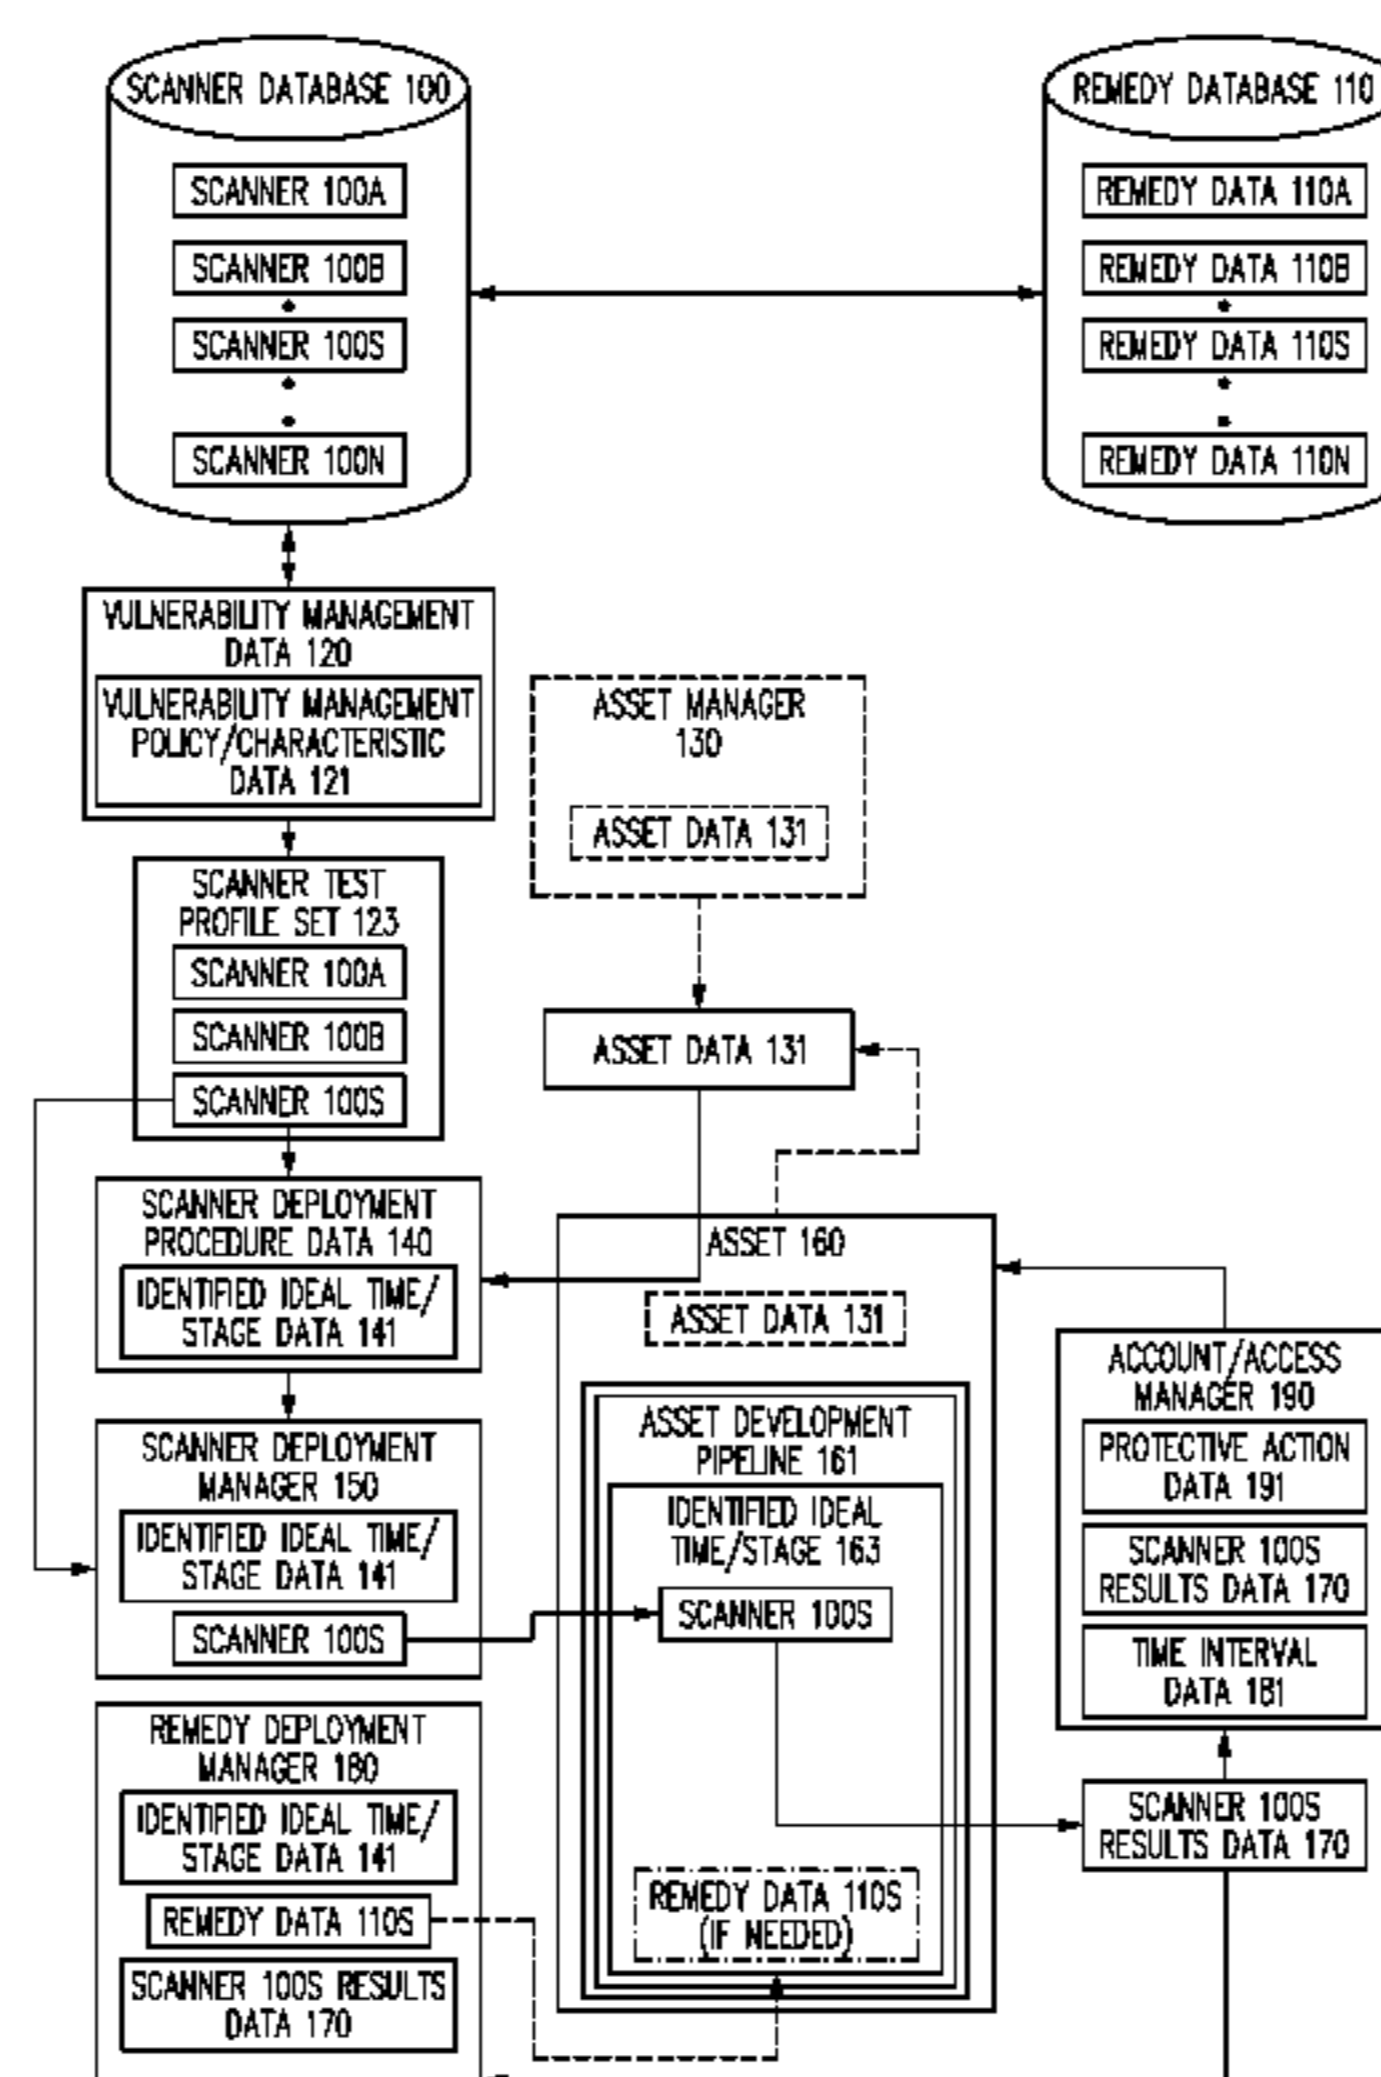 SCANNER DATABASE 100
SCANNER 100A
SCANNER 100B
SCANNER 100S
SCANNER 100N
REMEDY DATABASE 110
REMEDY DATA 110A
REMEDY DATA 110B
REMEDY DATA 110S
REMEDY DATA 110N
VULNERABILITY MANAGEMENT
DATA 120
VULNERABILITY MANAGEMENT
POLICY/CHARACTERISTIC
DATA 121
ASSET MANAGER
130
ASSET DATA 131
SCANNER TEST
PROFILE SET 123
SCANNER 100A
SCANNER 100B
SCANNER 100S
ASSET DATA 131
SCANNER DEPLOYMENT
PROCEDURE DATA 140
IDENTIFIED IDEAL TIME/
STAGE DATA 141
SCANNER DEPLOYMENT
MANAGER 150
IDENTIFIED IDEAL TIME/
STAGE DATA 141
SCANNER 100S
ASSET 160
ASSET DATA 131
ASSET DEVELOPMENT
PIPELINE 161
IDENTIFIED IDEAL
TIME/STAGE 163
SCANNER 100S
REMEDY DATA 110S
(IF NEEDED)
ACCOUNT/ACCESS
MANAGER 190
PROTECTIVE ACTION
DATA 191
SCANNER 100S
RESULTS DATA 170
TIME INTERVAL
DATA 181
SCANNER 100S
RESULTS DATA 170
REMEDY DEPLOYMENT
MANAGER 180
IDENTIFIED IDEAL TIME/
STAGE DATA 141
REMEDY DATA 110S
SCANNER 100S RESULTS
DATA 170